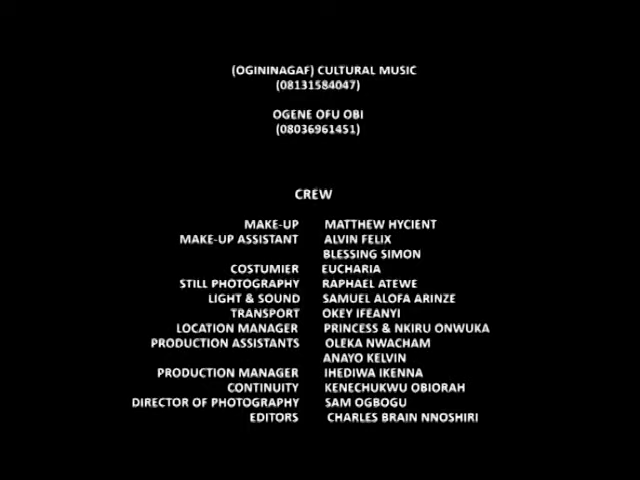 (OGININAGAF) CULTURAL MUSIC
(08131584047)
OGENE OFU OBI
(08036961451)
CREW
MAKE-UP MATTHEW HYCIENT
MAKE-UP ASSISTANT ALVIN FELIX
BLESSING SIMON
COSTUMIER EUCHARIA
STILL PHOTOGRAPHY RAPHAEL ATEWE
LIGHT & SOUND SAMUEL ALOFA ARINZE
TRANSPORT OKEY IFEANYI
LOCATION MANAGER PRINCESS & NKIRU ONWUKA
PRODUCTION ASSISTANTS OLEKA NWACHAM
ANAYO KELVIN
PRODUCTION MANAGER IHEDIWA IKENNA
CONTINUITY KENECHUKWU OBIORAH
DIRECTOR OF PHOTOGRAPHY SAM OGBOGU
EDITORS CHARLES BRAIN NNOSHIRI